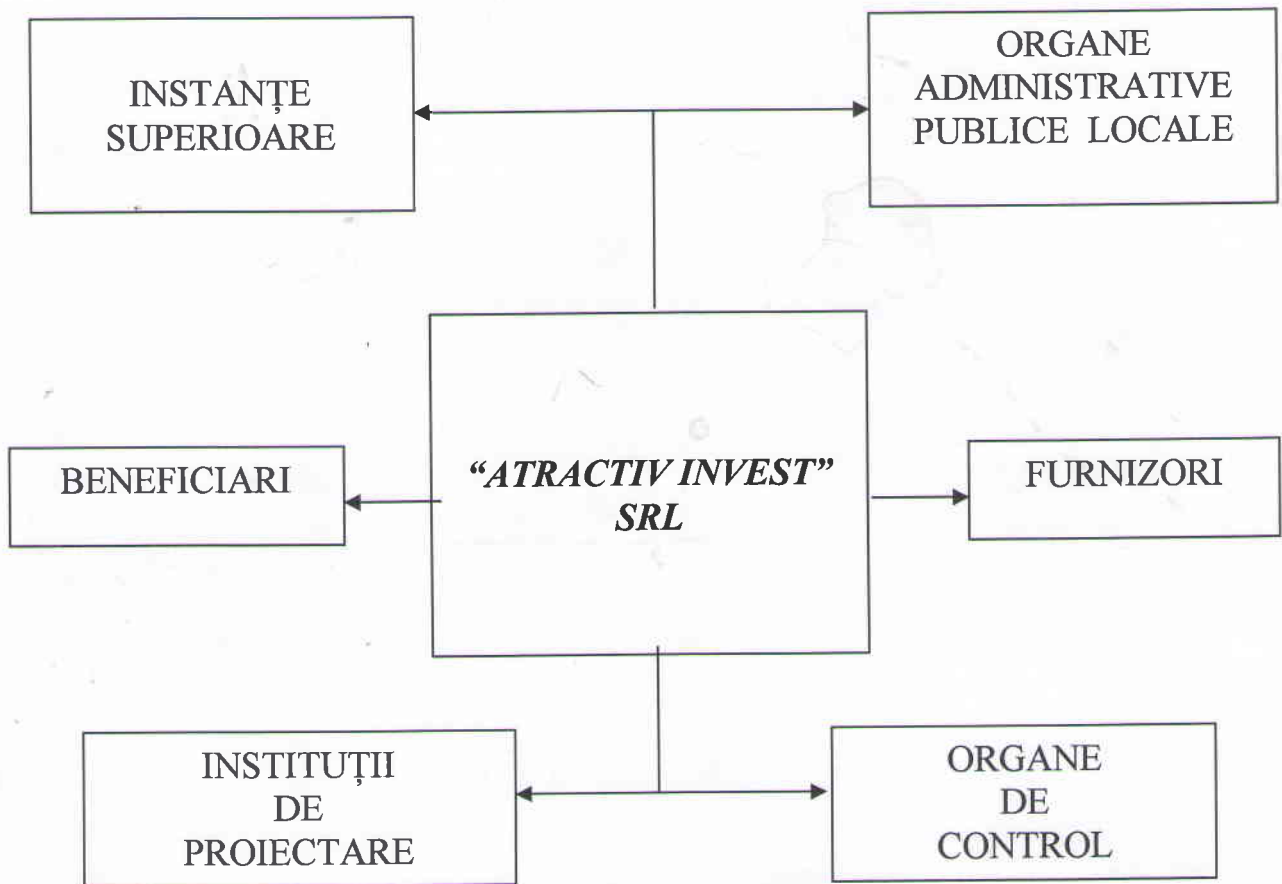 INSTANȚE
SUPERIOARE
ORGANE
ADMINISTRATIVE
PUBLICE LOCALE
BENEFICIARI
“ATRACTIV INVEST”
SRL
FURNIZORI
INSTITUȚII
DE
PROIECTARE
ORGANE
DE
CONTROL